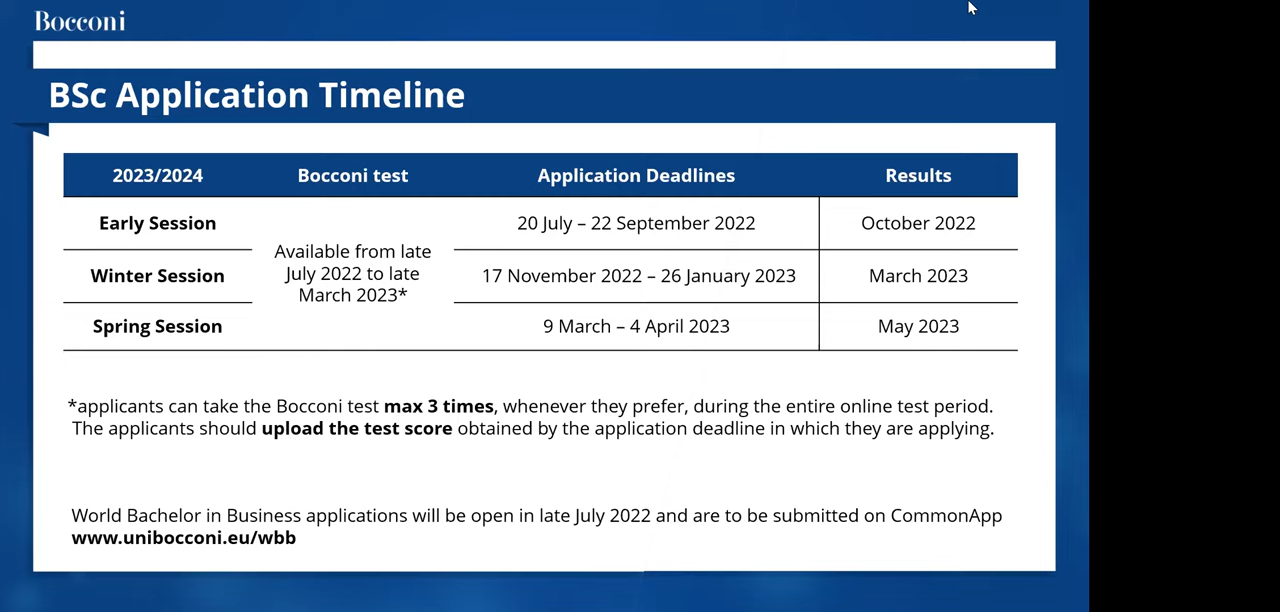 Bocconi
BSc Application Timeline
2023/2024 Bocconi test Application Deadlines Results
Early Session 20 July – 22 September 2022 October 2022
Available from late
July 2022 to late
March 2023*
Winter Session 17 November 2022 – 26 January 2023 March 2023
Spring Session 9 March – 4 April 2023 May 2023
*applicants can take the Bocconi test max 3 times, whenever they prefer, during the entire online test period.
The applicants should upload the test score obtained by the application deadline in which they are applying.
World Bachelor in Business applications will be open in late July 2022 and are to be submitted on CommonApp
www.unibocconi.eu/wbb